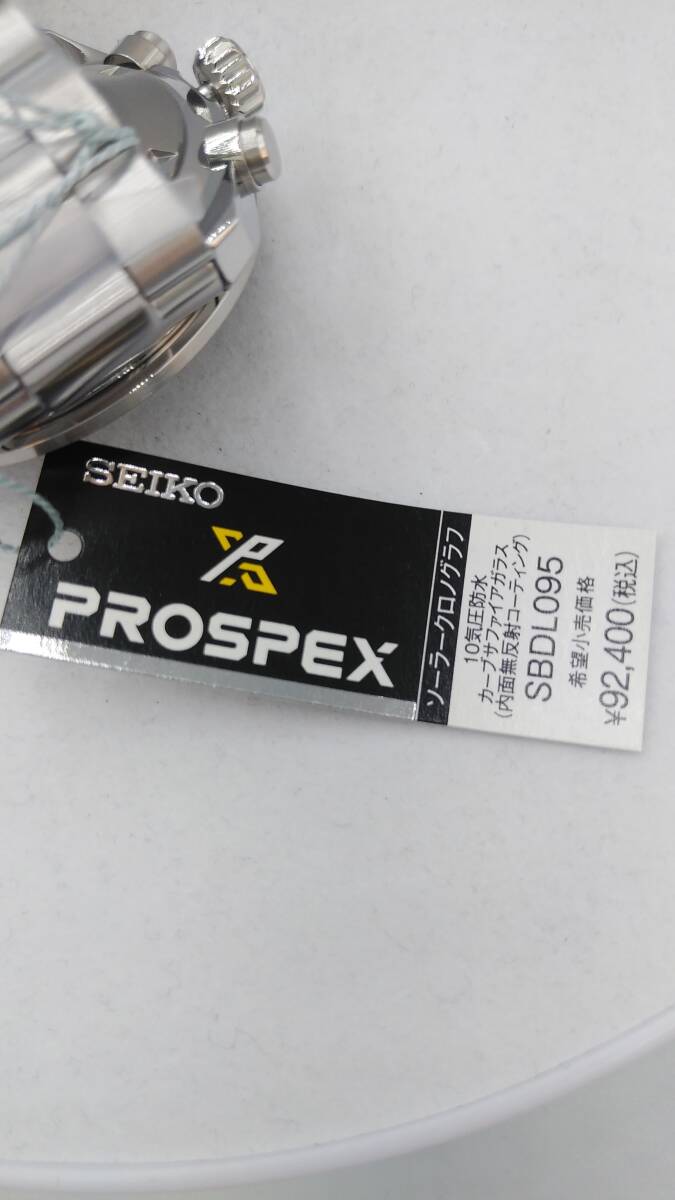 SEIKO
PROSPEX
ソーラークロノグラフ
10気圧防水
カーブサファイアガラス
(内面無反射コーティング)
SBDL095
希望小売価格
¥92,400(税込)